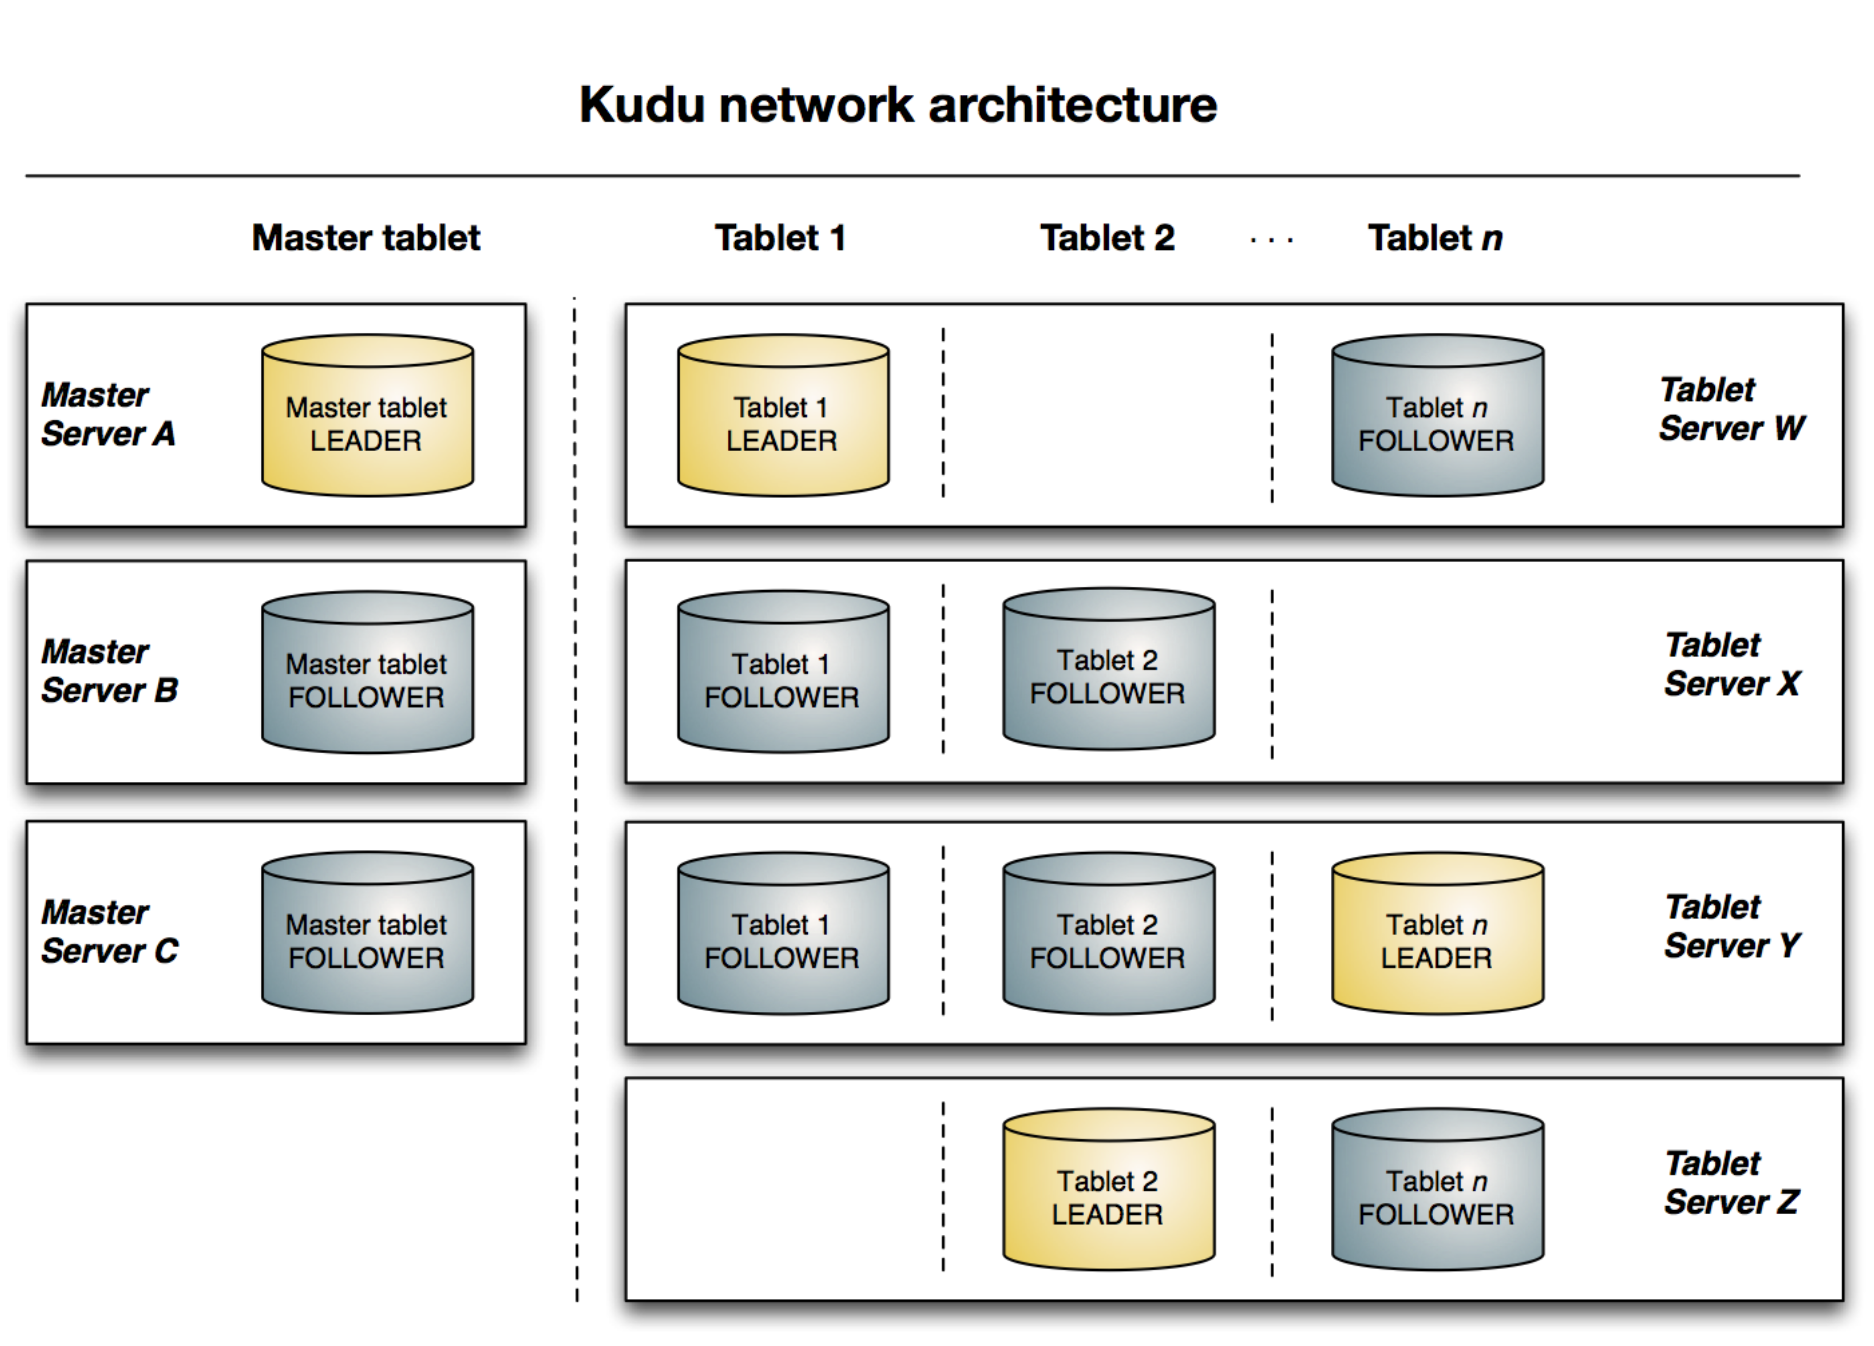 Kudu network architecture
Master tablet
Tablet 1
Tablet 2
. . .
Tablet n
Master
Server A
Master tablet
LEADER
Tablet 1
LEADER
Tablet n
FOLLOWER
Tablet
Server W
Master
Server B
Master tablet
FOLLOWER
Tablet 1
FOLLOWER
Tablet 2
FOLLOWER
Tablet
Server X
Master
Server C
Master tablet
FOLLOWER
Tablet 1
FOLLOWER
Tablet 2
FOLLOWER
Tablet n
LEADER
Tablet
Server Y
Tablet 2
LEADER
Tablet n
FOLLOWER
Tablet
Server Z